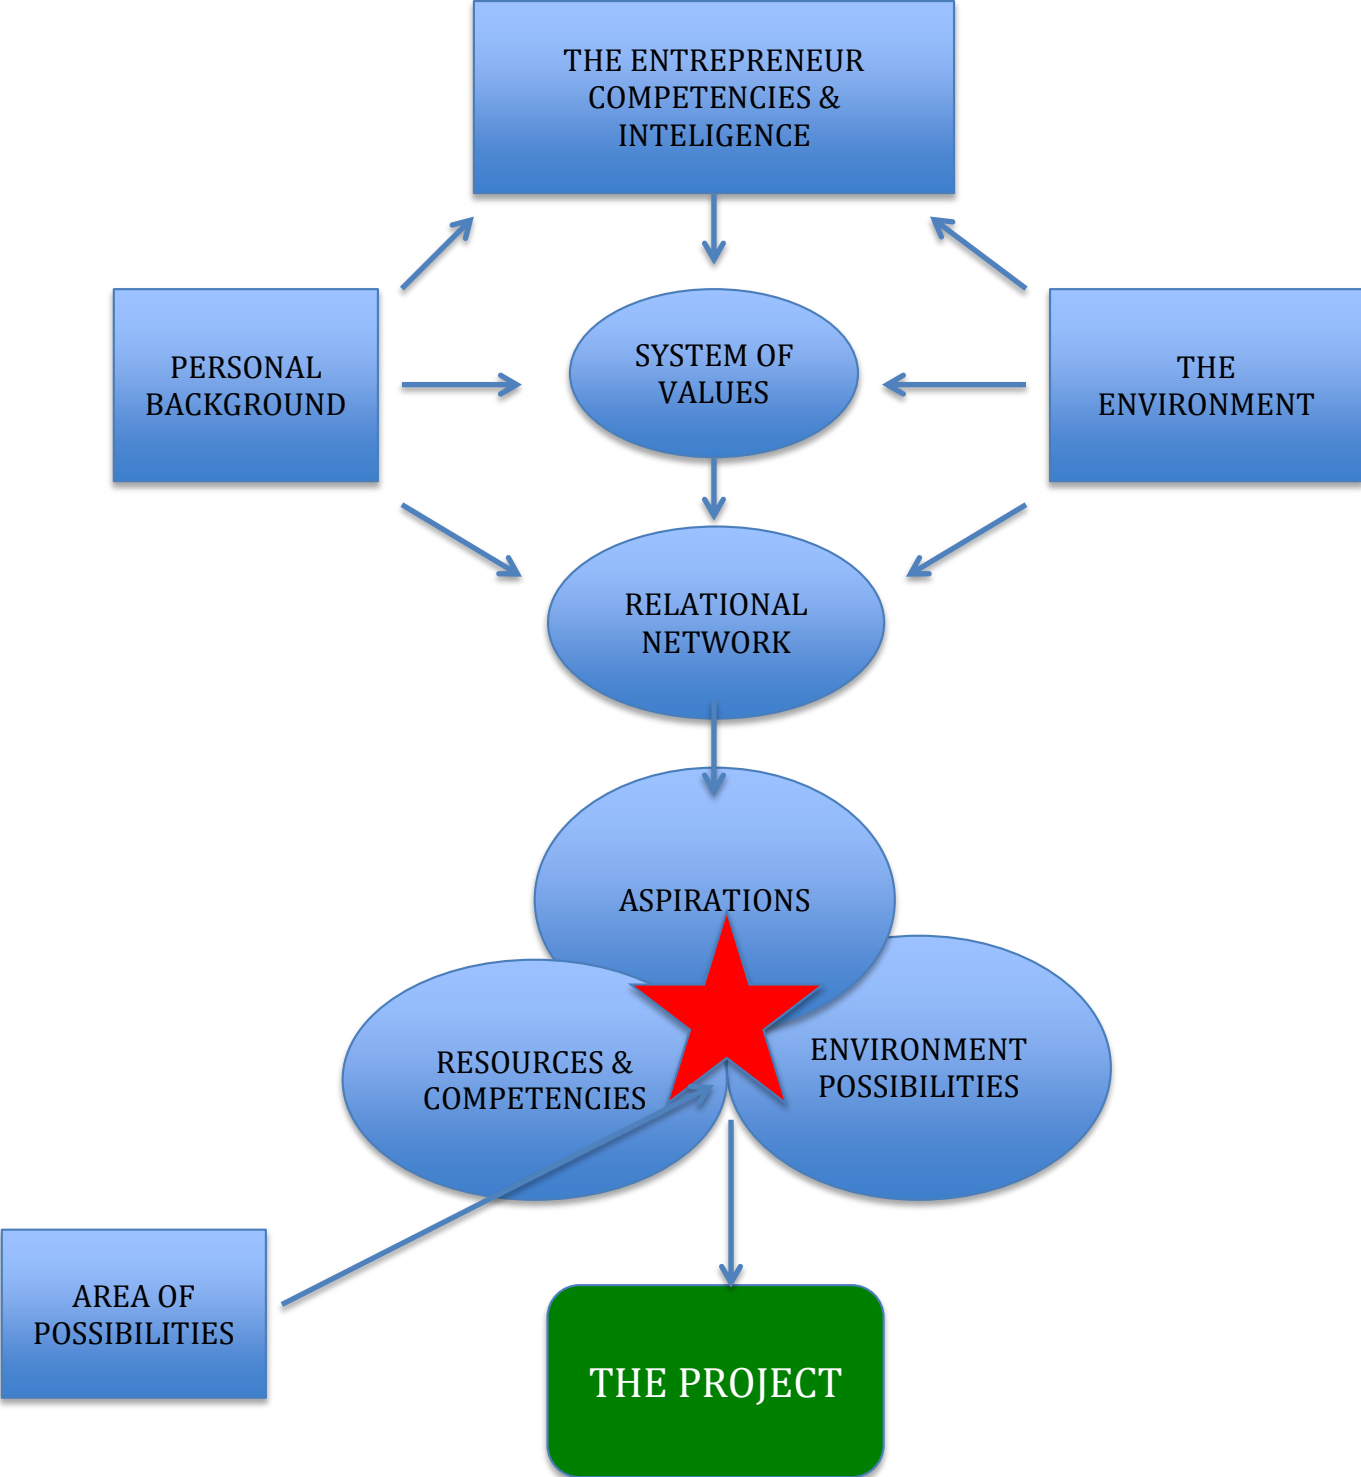 THE ENTREPRENEUR
COMPETENCIES &
INTELIGENCE
PERSONAL
BACKGROUND
SYSTEM OF
VALUES
THE
ENVIRONMENT
RELATIONAL
NETWORK
ASPIRATIONS
RESOURCES &
COMPETENCIES
ENVIRONMENT
POSSIBILITIES
AREA OF
POSSIBILITIES
THE PROJECT